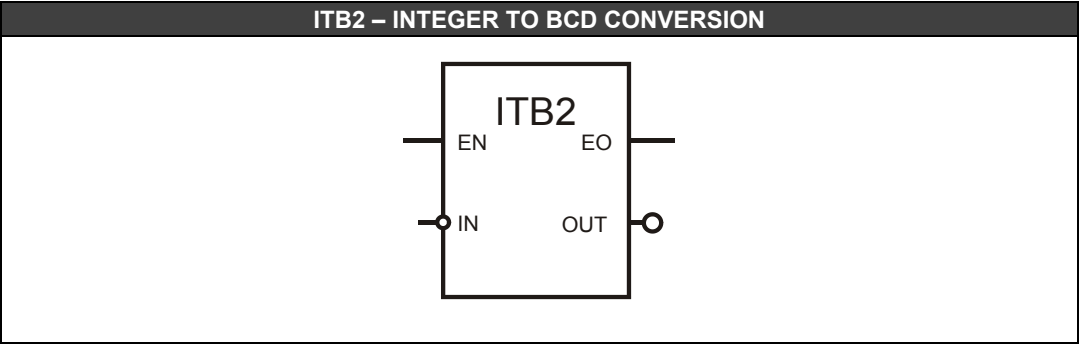 ITB2 – INTEGER TO BCD CONVERSION
ITB2
EN EO
IN OUT